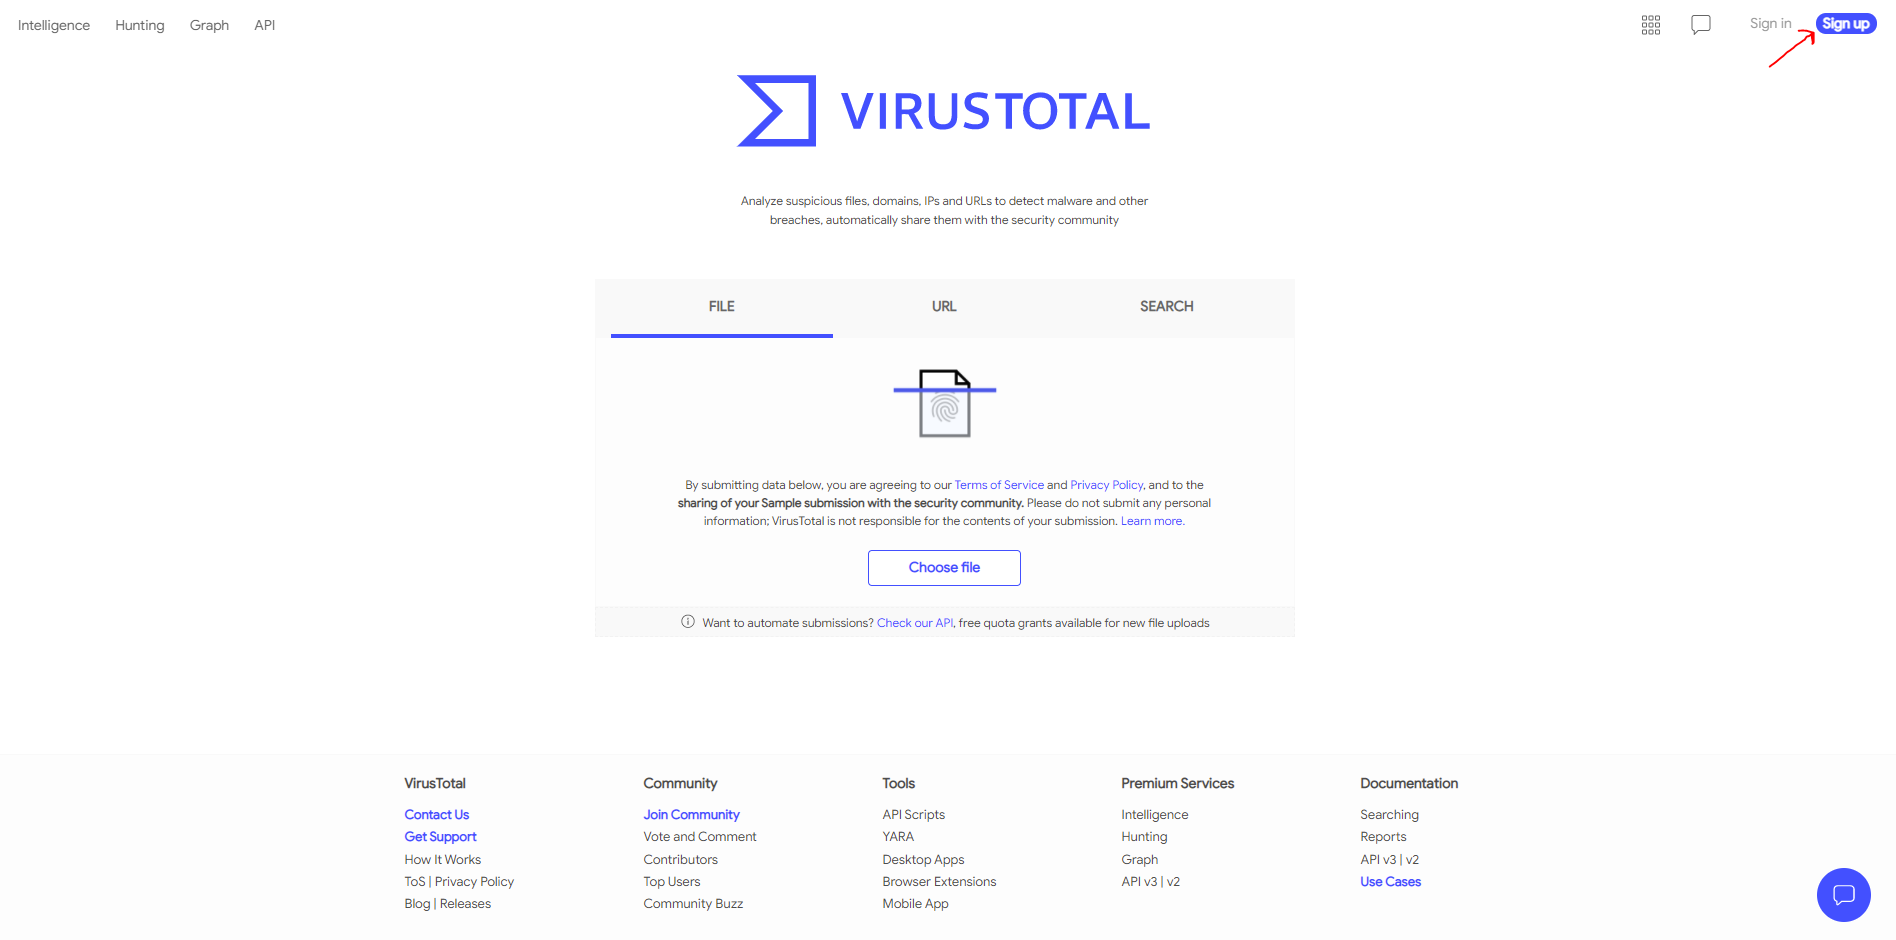 Intelligence Hunting Graph API Sign in Sign up
VIRUSTOTAL
Analyze suspicious files, domains, IPs and URLs to detect malware and other
breaches, automatically share them with the security community
FILE URL SEARCH
By submitting data below, you are agreeing to our Terms of Service and Privacy Policy, and to the
sharing of your Sample submission with the security community. Please do not submit any personal
information; VirusTotal is not responsible for the contents of your submission. Learn more.
Choose file
Want to automate submissions? Check our API, free quota grants available for new file uploads
VirusTotal
Contact Us
Get Support
How It Works
ToS | Privacy Policy
Blog | Releases
Community
Join Community
Vote and Comment
Contributors
Top Users
Community Buzz
Tools
API Scripts
YARA
Desktop Apps
Browser Extensions
Mobile App
Premium Services
Intelligence
Hunting
Graph
API v3 | v2
Documentation
Searching
Reports
API v3 | v2
Use Cases